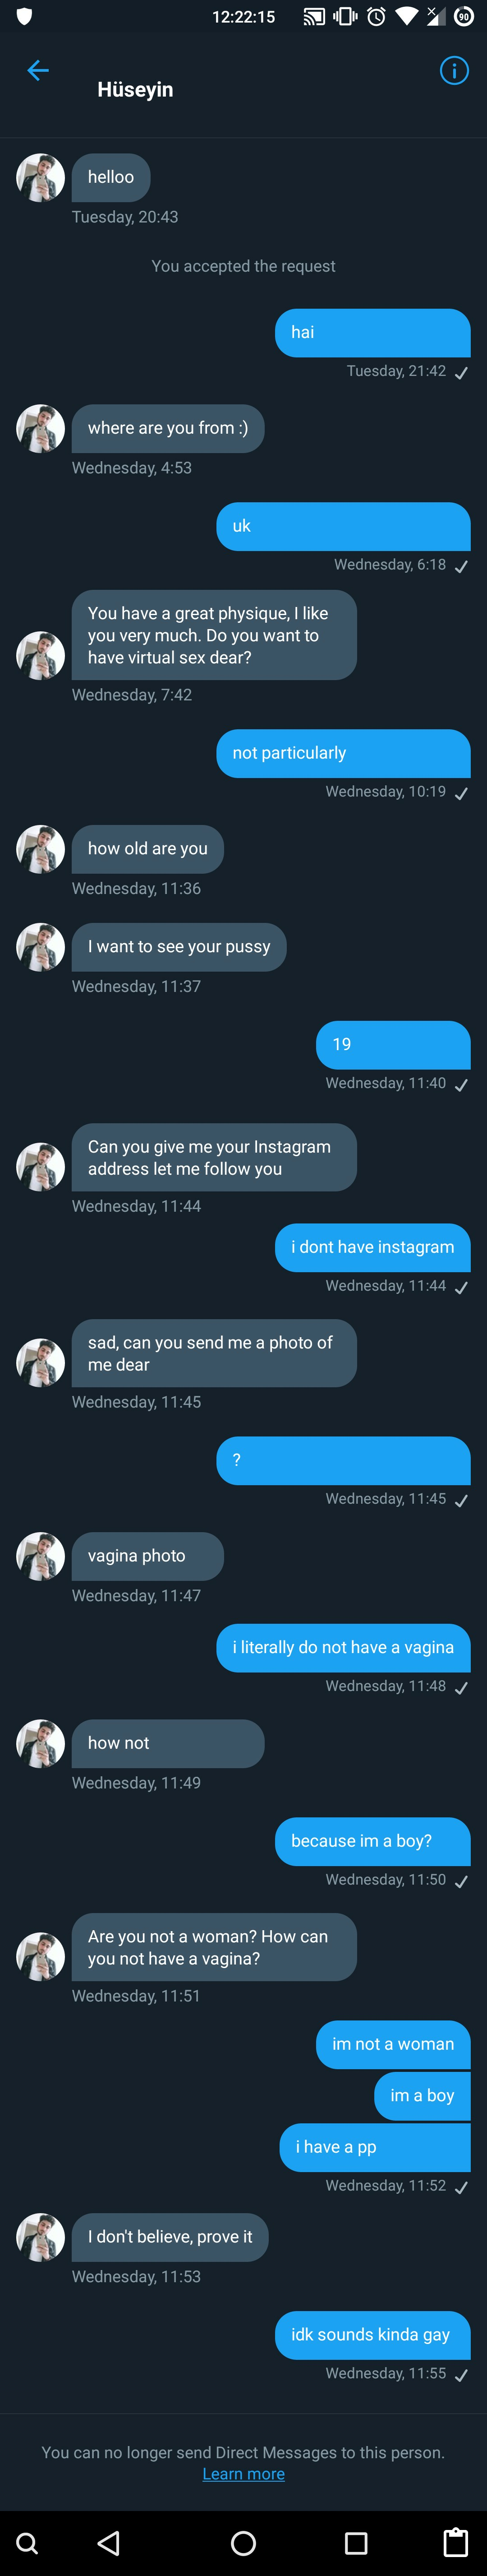 12:22:15
90
Hüseyin
helloo
Tuesday, 20:43
You accepted the request
hai
Tuesday, 21:42
where are you from :)
Wednesday, 4:53
uk
Wednesday, 6:18
You have a great physique, I like
you very much. Do you want to
have virtual sex dear?
Wednesday, 7:42
not particularly
Wednesday, 10:19
how old are you
Wednesday, 11:36
I want to see your pussy
Wednesday, 11:37
19
Wednesday, 11:40
Can you give me your Instagram
address let me follow you
Wednesday, 11:44
i dont have instagram
Wednesday, 11:44
sad, can you send me a photo of
me dear
Wednesday, 11:45
?
Wednesday, 11:45
vagina photo
Wednesday, 11:47
i literally do not have a vagina
Wednesday, 11:48
how not
Wednesday, 11:49
because im a boy?
Wednesday, 11:50
Are you not a woman? How can
you not have a vagina?
Wednesday, 11:51
im not a woman
im a boy
i have a pp
Wednesday, 11:52
I don't believe, prove it
Wednesday, 11:53
idk sounds kinda gay
Wednesday, 11:55
You can no longer send Direct Messages to this person.
Learn more